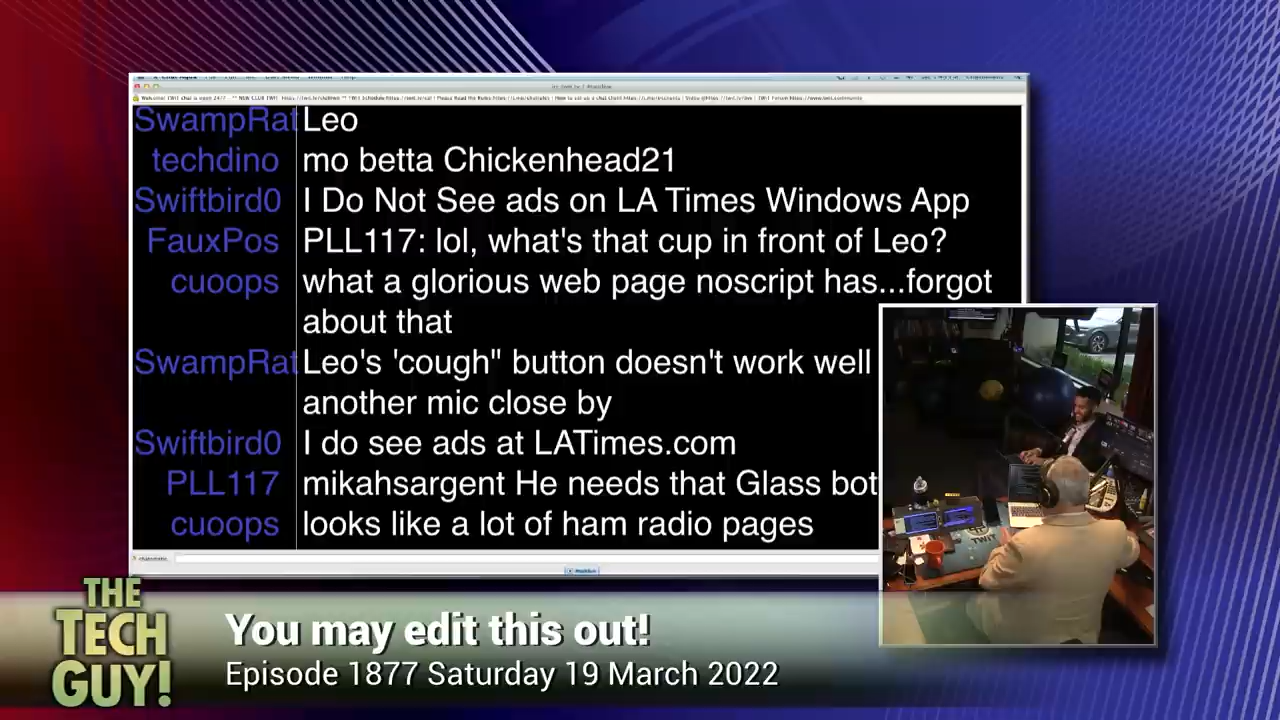 SwampRat Leo
techdino mo betta Chickenhead21
Swiftbird0 I Do Not See ads on LA Times Windows App
FauxPos PLL117: lol, what's that cup in front of Leo?
cuoops what a glorious web page noscript has...forgot
about that
SwampRat Leo's 'cough" button doesn't work well
another mic close by
Swiftbird0 I do see ads at LATimes.com
PLL117 mikahsargent He needs that Glass bot
cuoops looks like a lot of ham radio pages
TWiT
THE
TECH
GUY!
You may edit this out!
Episode 1877 Saturday 19 March 2022